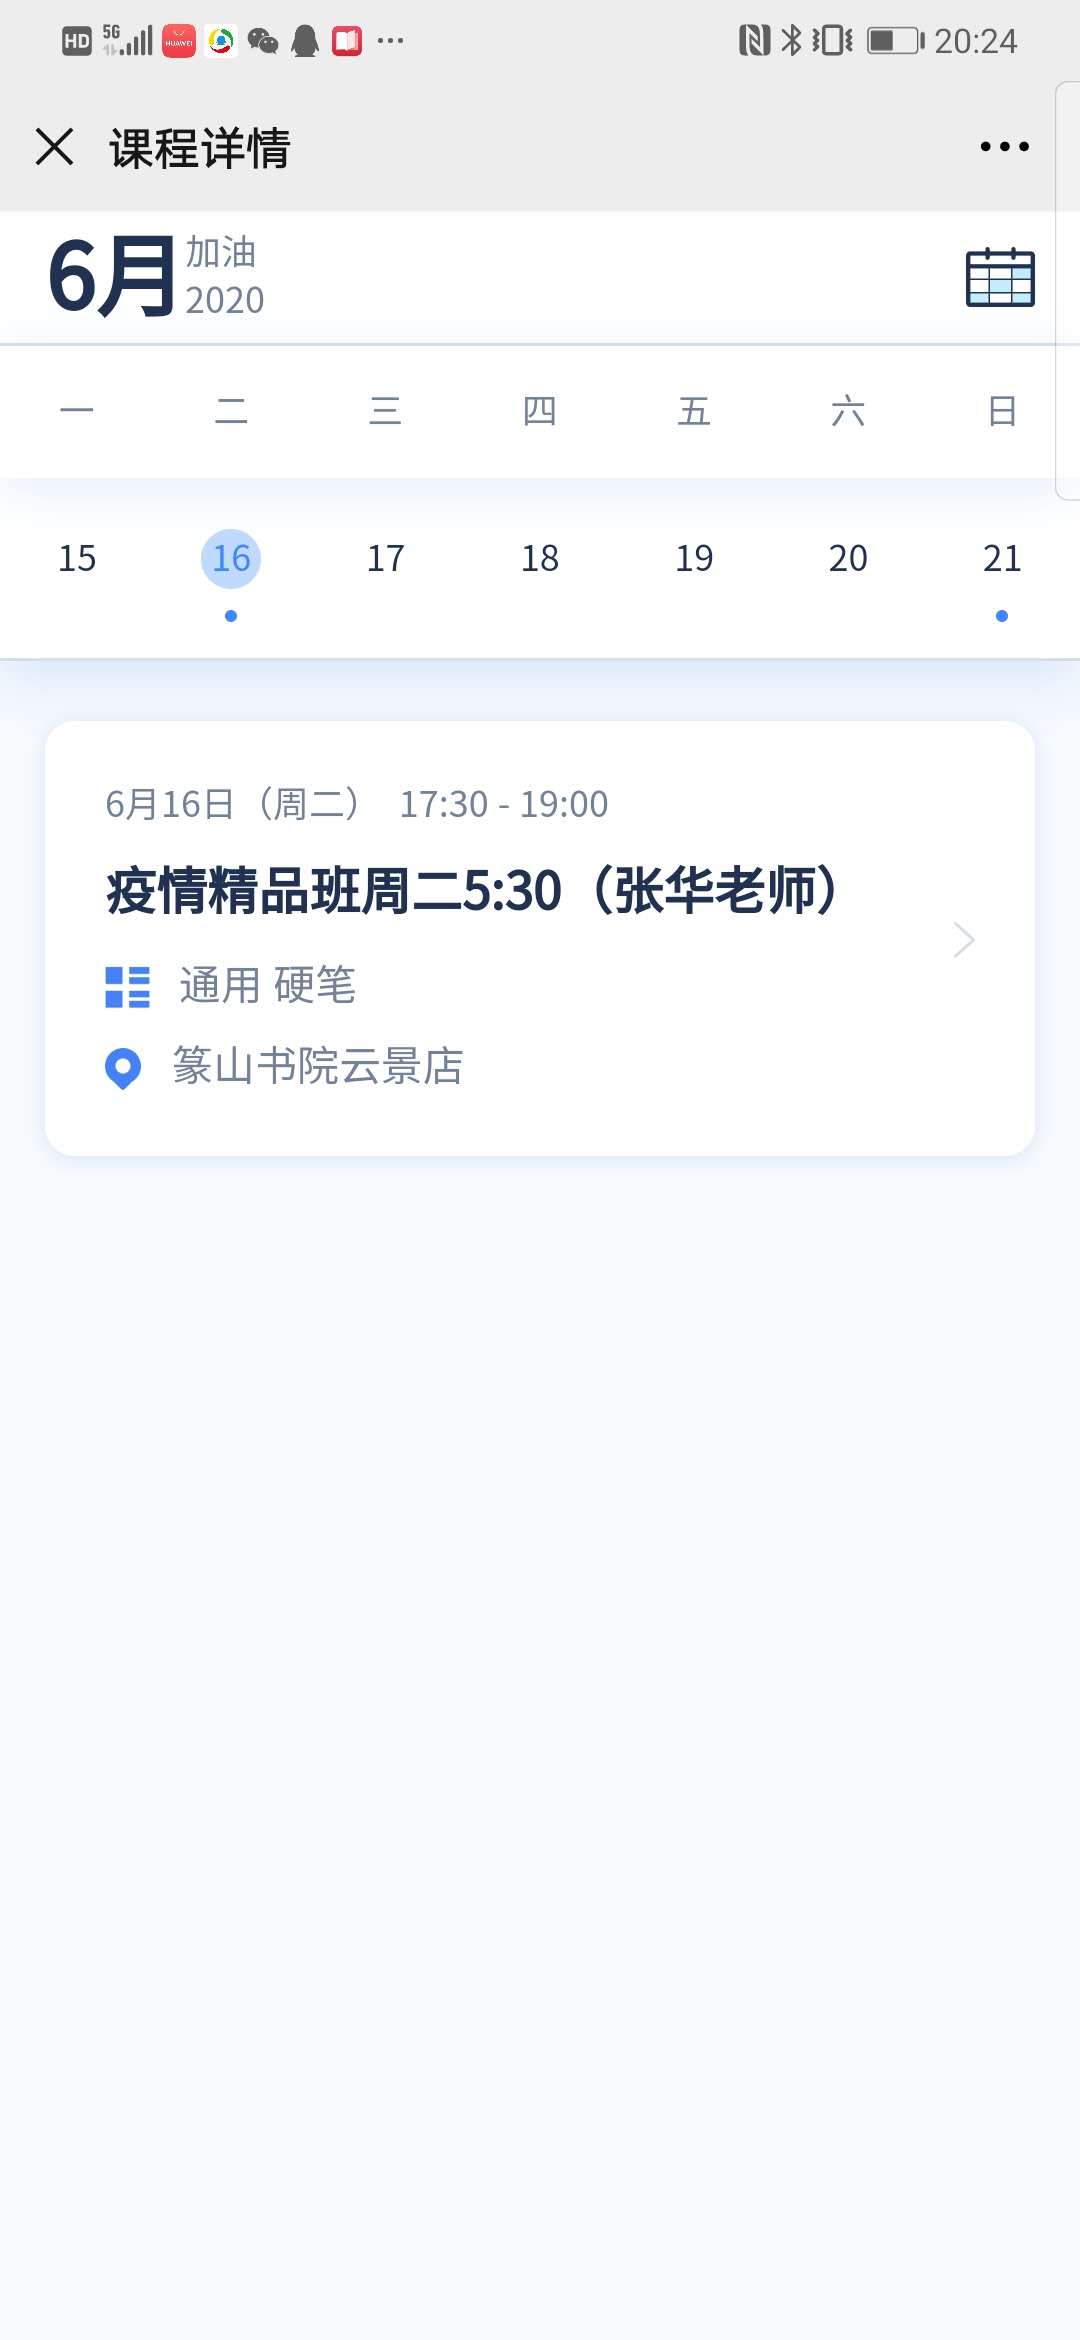 HD 5G HUAWEI 20:24
课程详情
6月 加油
2020
一 二 三 四 五 六 日
15 16 17 18 19 20 21
6月16日（周二） 17:30 - 19:00
疫情精品班周二5:30（张华老师）
通用 硬笔
篆山书院云景店